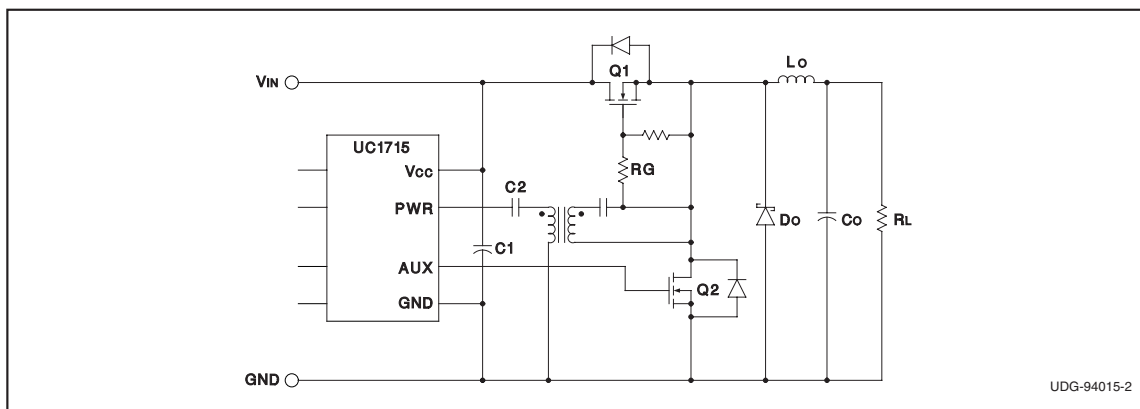 VIN
Q1
LO
UC1715
VCC
RG
C2
PWR
DO
CO
RL
C1
AUX
Q2
GND
GND
UDG-94015-2